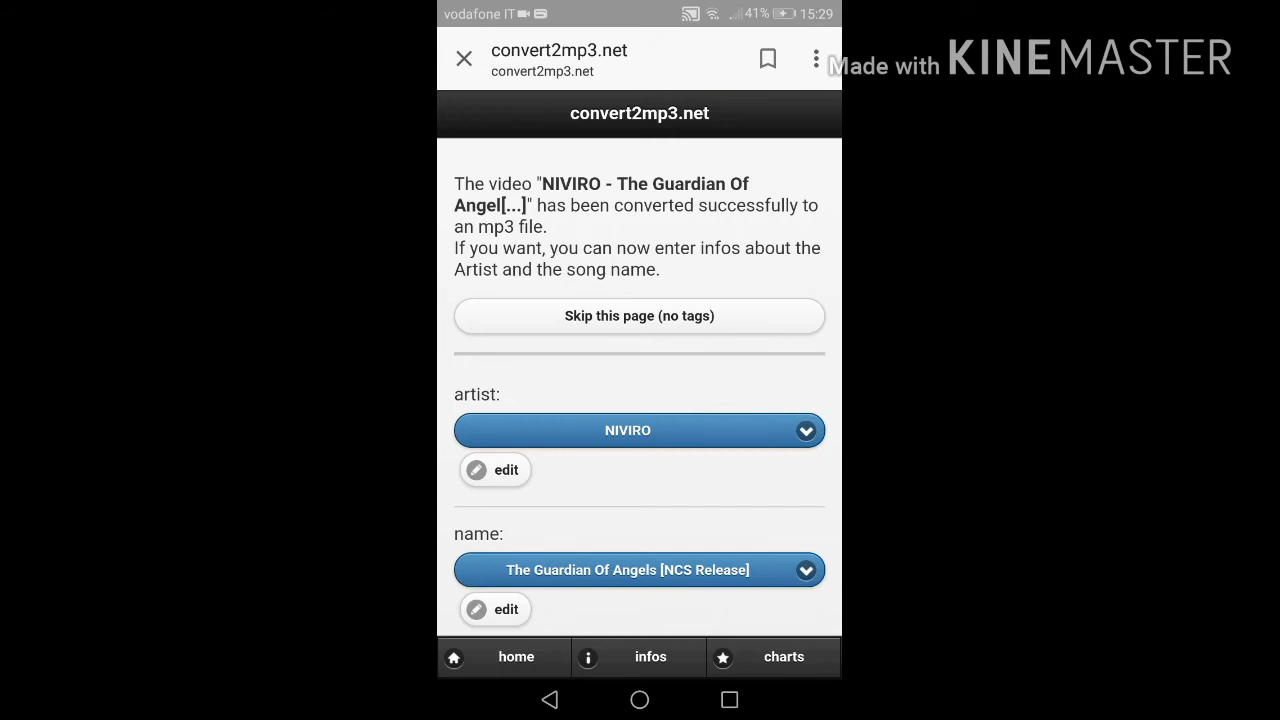 vodafone IT 41% 15:29
convert2mp3.net
convert2mp3.net
Made with KINEMASTER
convert2mp3.net
The video "NIVIRO - The Guardian Of
Angel[...]" has been converted successfully to
an mp3 file.
If you want, you can now enter infos about the
Artist and the song name.
Skip this page (no tags)
artist:
NIVIRO
edit
name:
The Guardian Of Angels [NCS Release]
edit
home infos charts